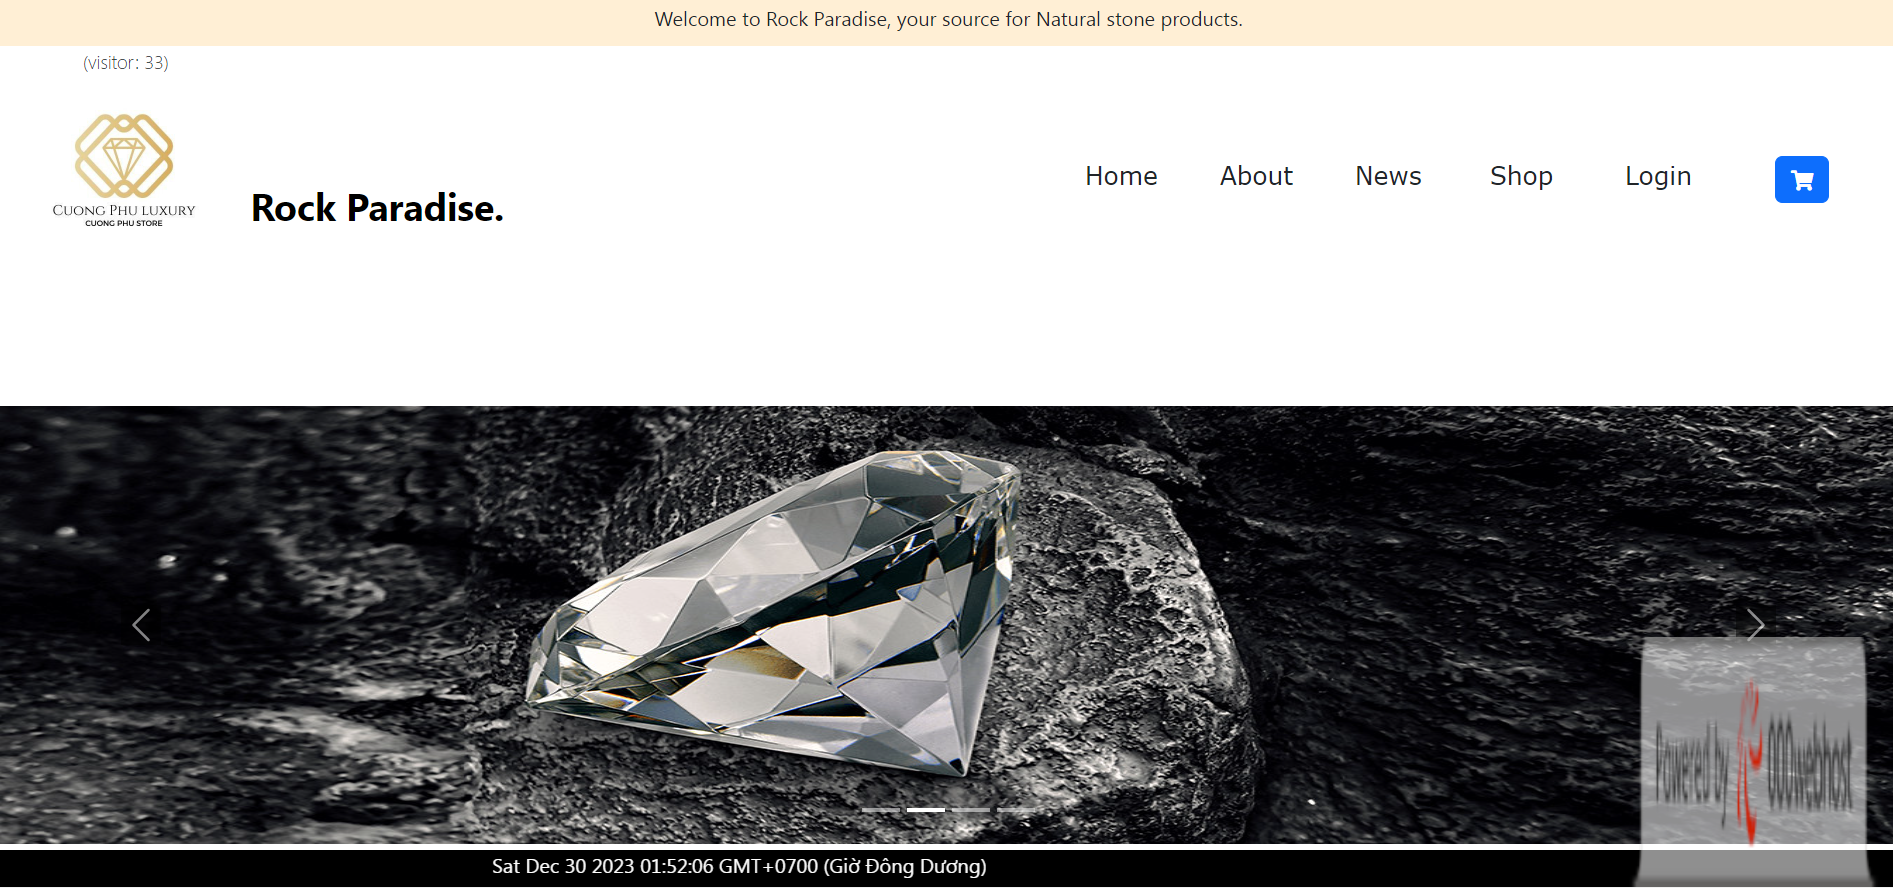 Welcome to Rock Paradise, your source for Natural stone products.
(visitor: 33)
CUONG PHU LUXURY
CUONG PHU STORE
Rock Paradise.
Home About News Shop Login
Powered by 000webhost
Sat Dec 30 2023 01:52:06 GMT+0700 (Giờ Đông Dương)